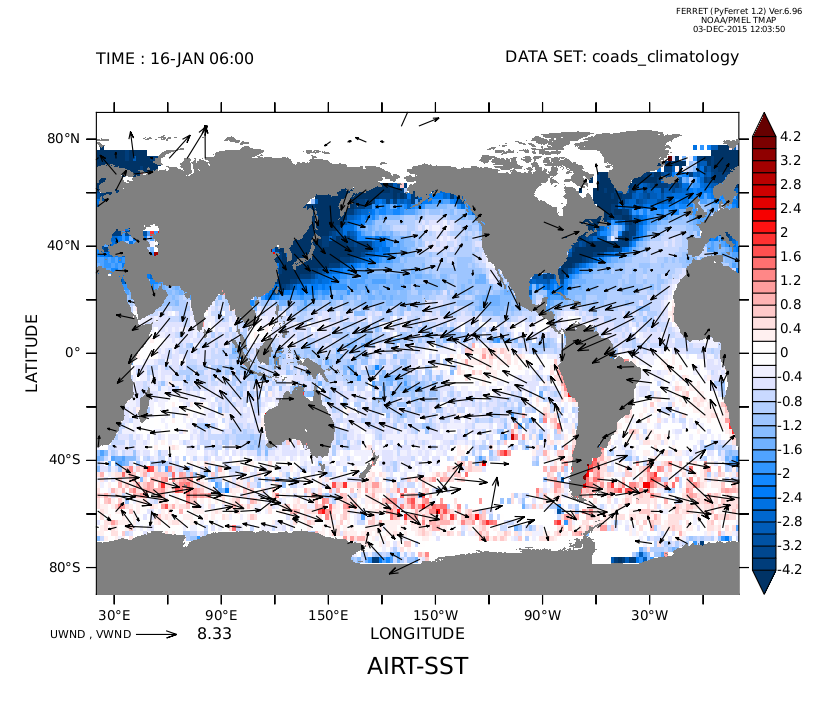 FERRET (PyFerret 1.2) Ver.6.96
NOAA/PMEL TMAP
03-DEC-2015 12:03:50
TIME : 16-JAN 06:00
DATA SET: coads_climatology
80°N
40°N
0°
40°S
80°S
LATITUDE
30°E
90°E
150°E
150°W
90°W
30°W
LONGITUDE
4.2
3.2
2.8
2.4
2
1.6
1.2
0.8
0.4
0
-0.4
-0.8
-1.2
-1.6
-2
-2.4
-2.8
-3.2
-4.2
UWND , VWND
8.33
AIRT-SST